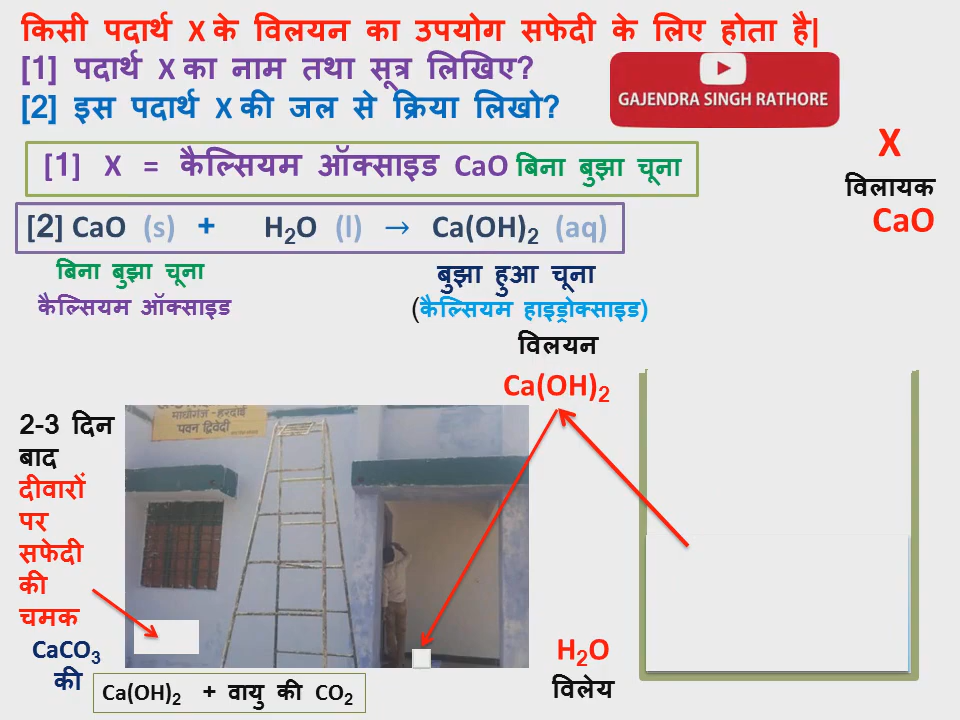 किसी पदार्थ X के विलयन का उपयोग सफेदी के लिए होता है|
[1] पदार्थ X का नाम तथा सूत्र लिखिए?
[2] इस पदार्थ X की जल से क्रिया लिखो?
GAJENDRA SINGH RATHORE
X
विलायक
CaO
[1] X = कैल्सियम ऑक्साइड CaO बिना बुझा चूना
[2] CaO (s) + H₂O (l) → Ca(OH)₂ (aq)
बिना बुझा चूना
बुझा हुआ चूना
कैल्सियम ऑक्साइड
(कैल्सियम हाइड्रोक्साइड)
विलयन
Ca(OH)₂
2-3 दिन
बाद
दीवारों
पर
सफेदी
की
चमक
CaCO₃
की
माधोगंज-हरदोई
पवन द्विवेदी
H₂O
विलेय
Ca(OH)₂ + वायु की CO₂